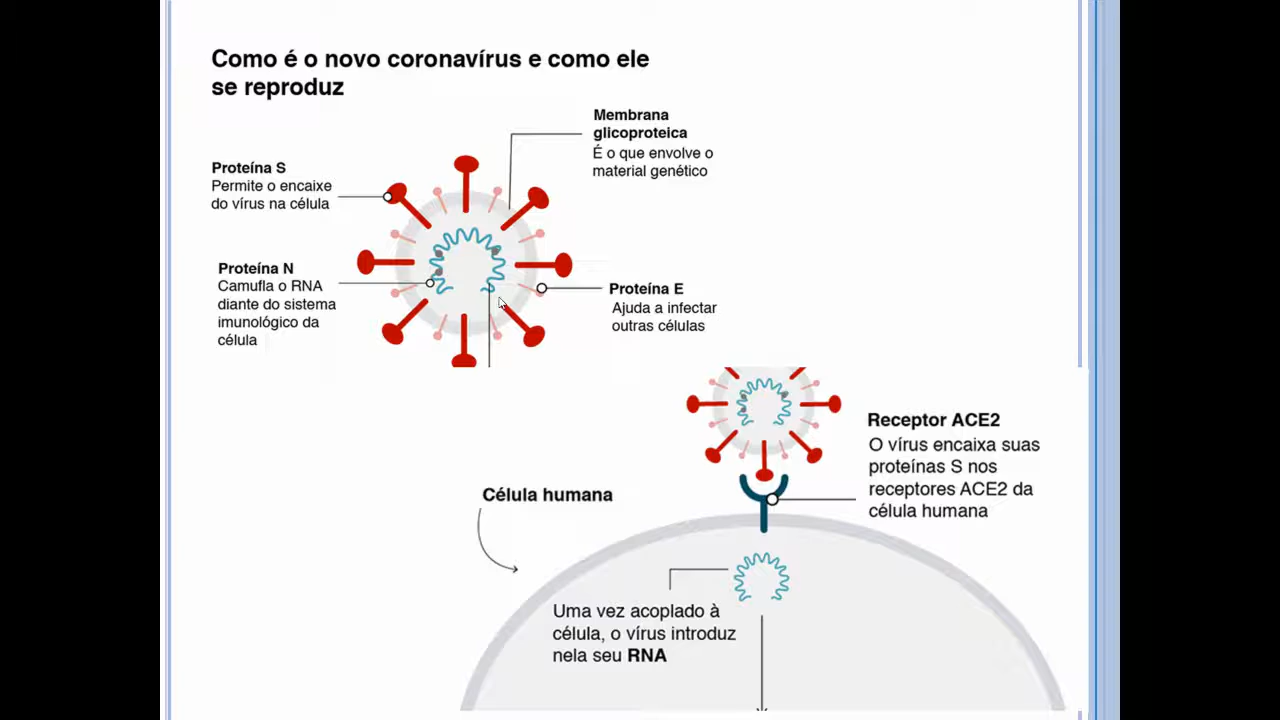 Como é o novo coronavírus e como ele
se reproduz
Membrana
glicoproteica
É o que envolve o
material genético
Proteína S
Permite o encaixe
do vírus na célula
Proteína N
Camufla o RNA
diante do sistema
imunológico da
célula
Proteína E
Ajuda a infectar
outras células
Receptor ACE2
O vírus encaixa suas
proteínas S nos
receptores ACE2 da
célula humana
Célula humana
Uma vez acoplado à
célula, o vírus introduz
nela seu RNA